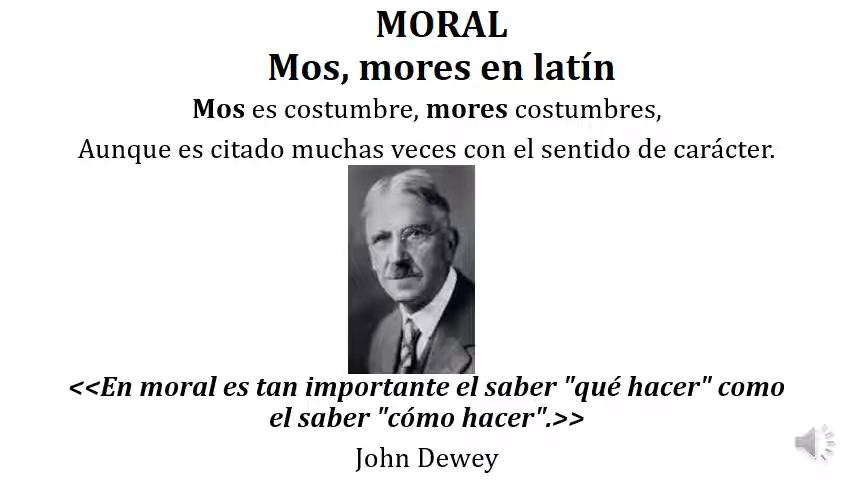 MORAL
Mos, mores en latín
Mos es costumbre, mores costumbres,
Aunque es citado muchas veces con el sentido de carácter.
<<En moral es tan importante el saber "qué hacer" como
el saber "cómo hacer".>>
John Dewey